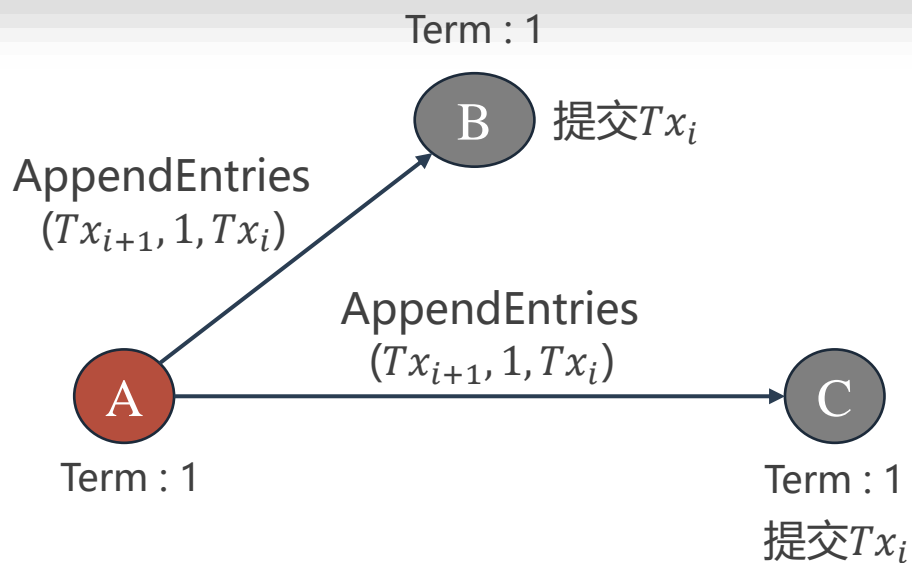 Term : 1
B
提交Txᵢ
AppendEntries
(Txᵢ₊₁, 1, Txᵢ)
AppendEntries
(Txᵢ₊₁, 1, Txᵢ)
A
C
Term : 1
Term : 1
提交Txᵢ